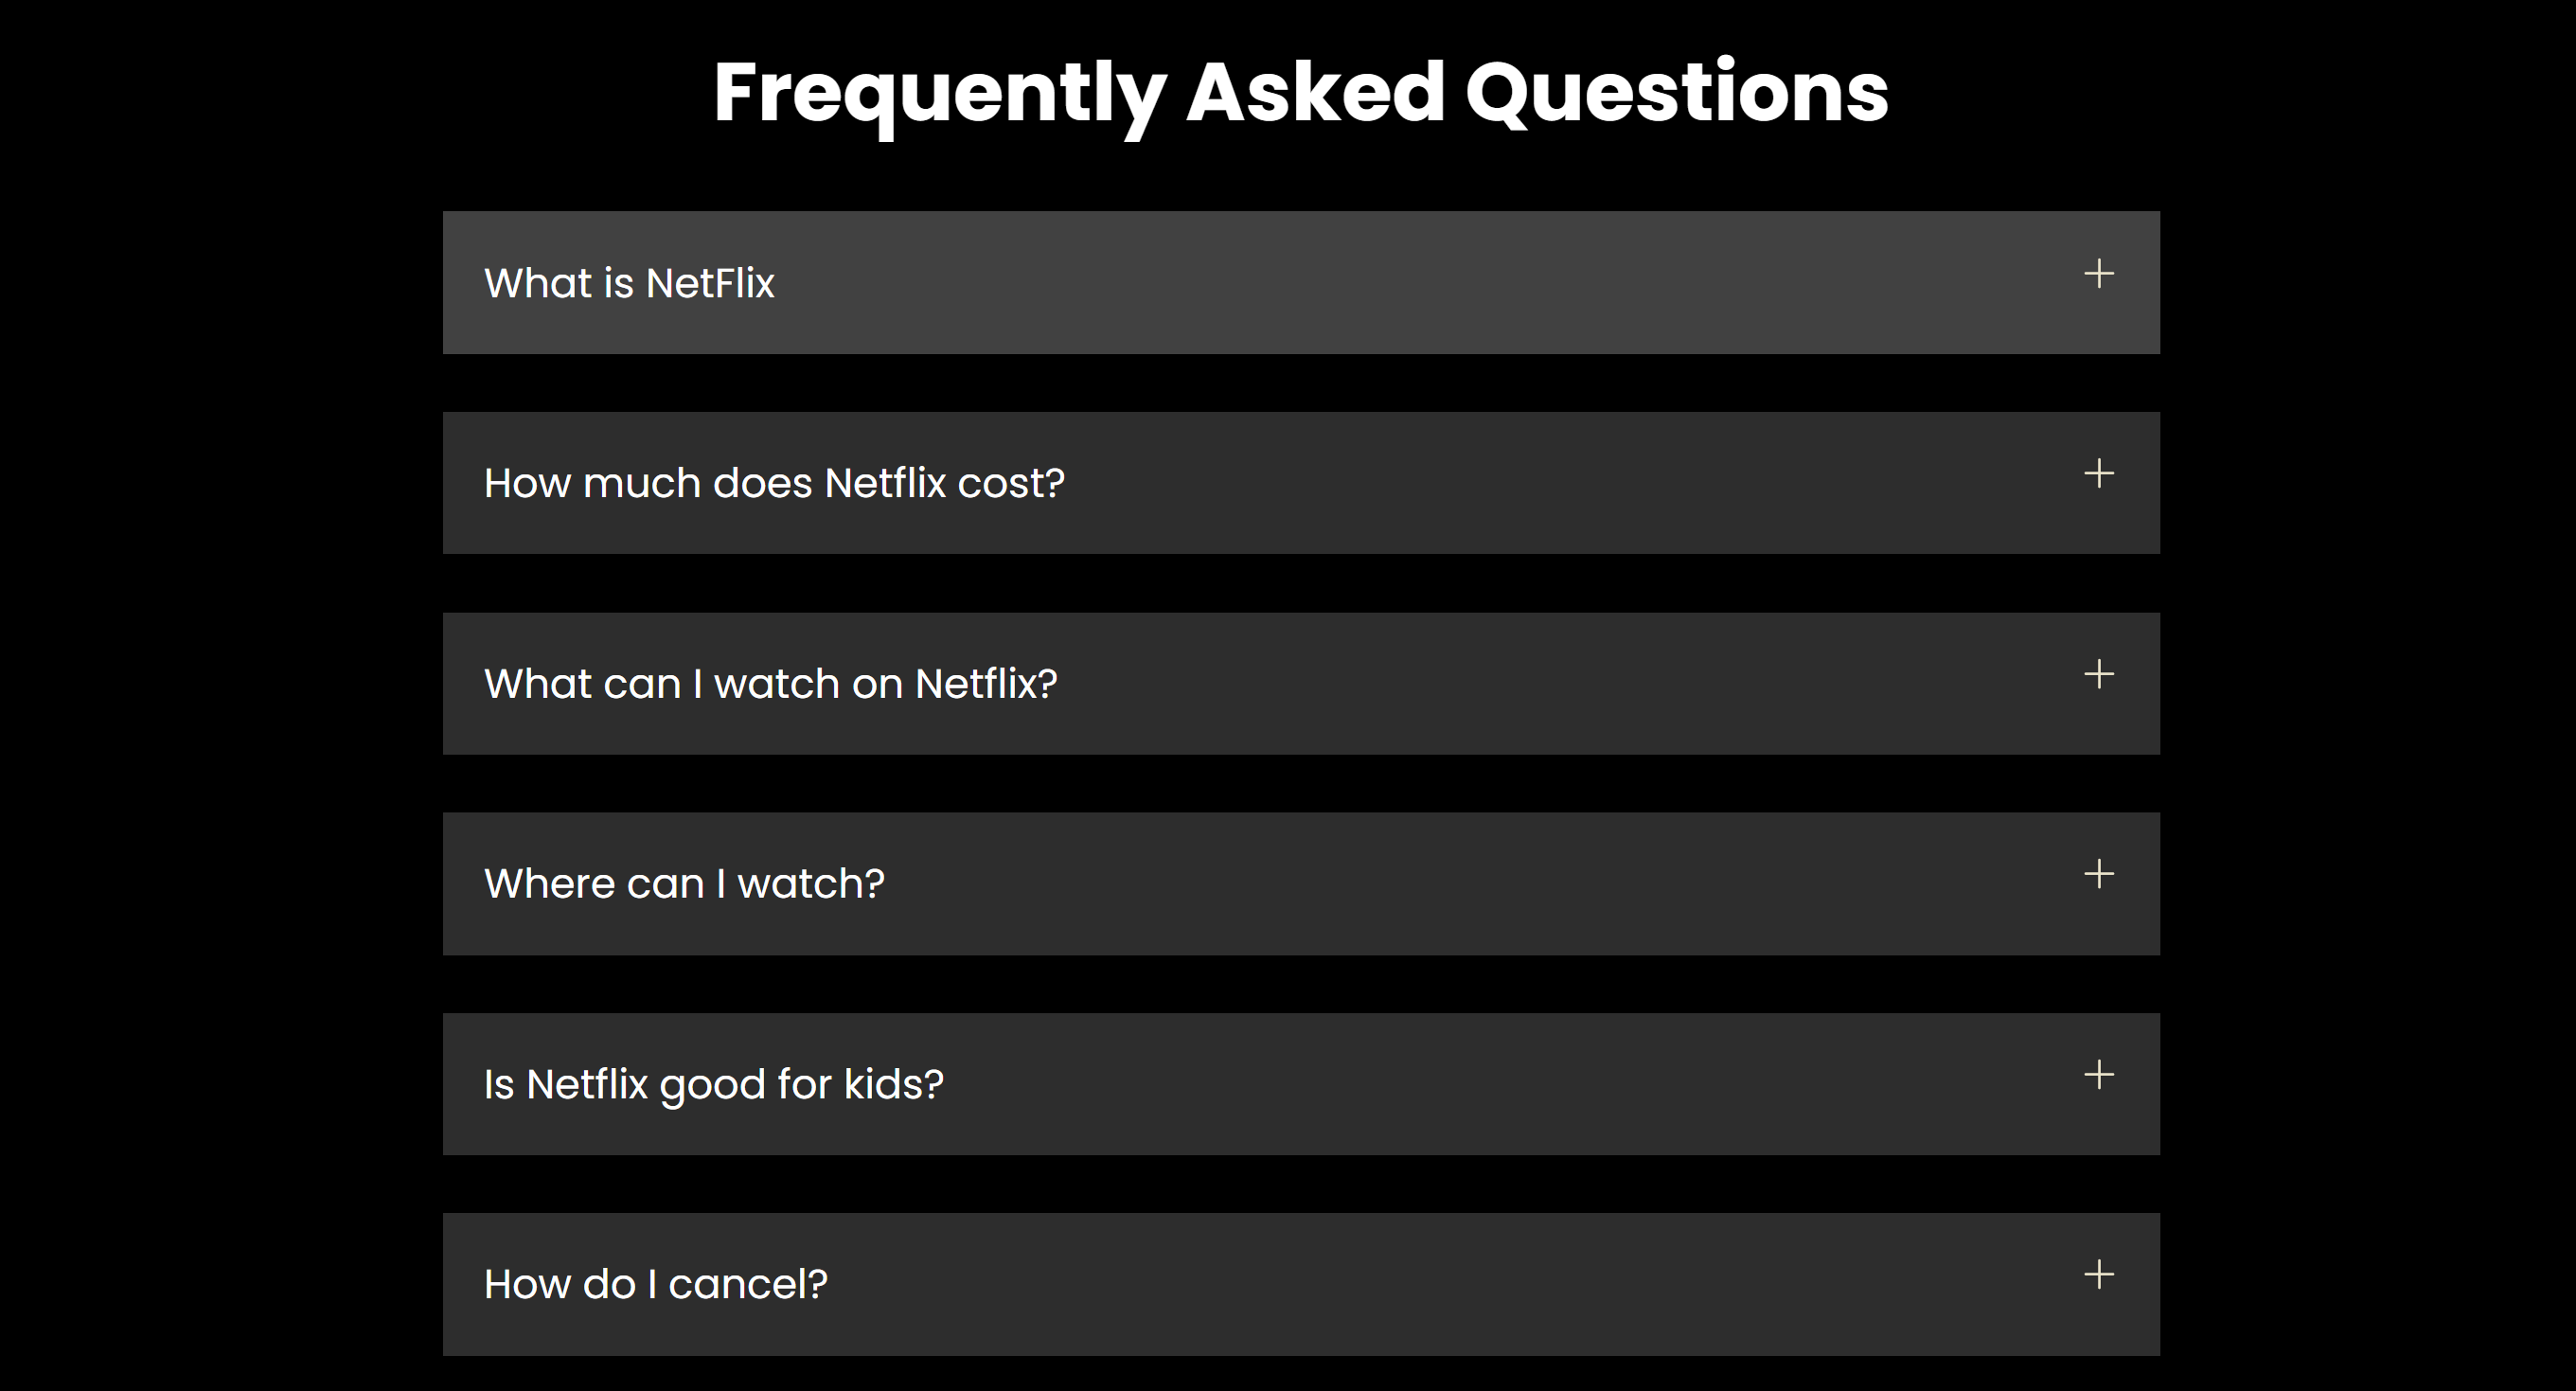 Frequently Asked Questions
What is NetFlix
How much does Netflix cost?
What can I watch on Netflix?
Where can I watch?
Is Netflix good for kids?
How do I cancel?